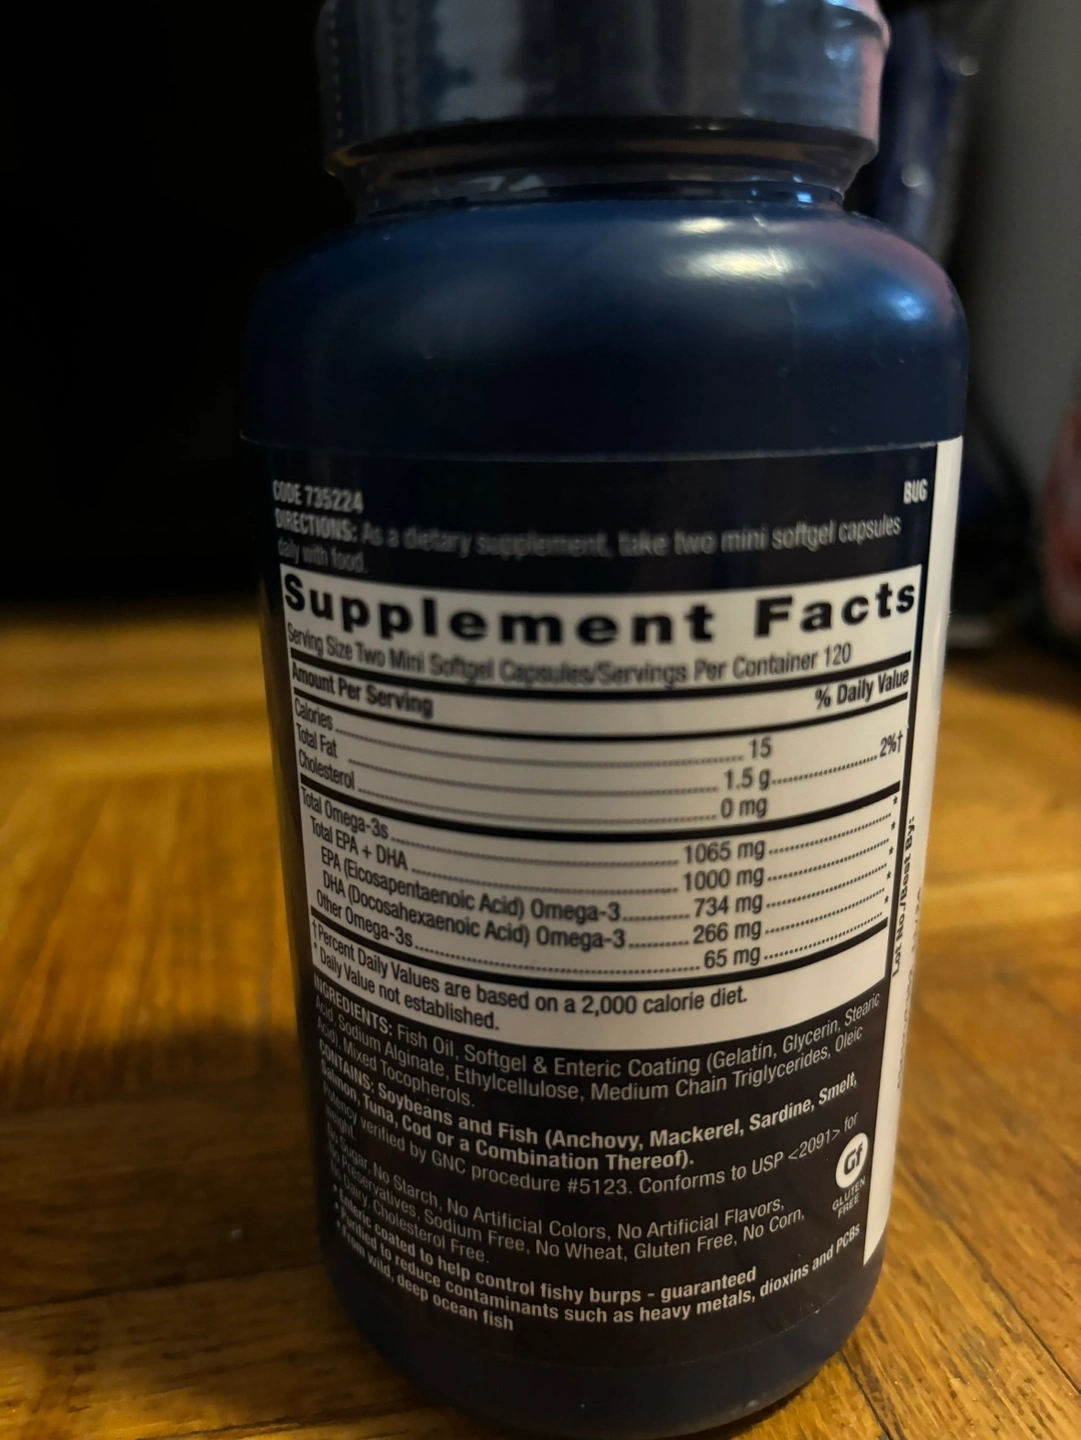 CODE 735224
BUG
DIRECTIONS: As a dietary supplement, take two mini softgel capsules
daily with food.
Supplement Facts
Serving Size Two Mini Softgel Capsules/Servings Per Container 120
Amount Per Serving % Daily Value
Calories 15
Total Fat 1.5 g 2%†
Cholesterol 0 mg
Total Omega-3s 1065 mg *
Total EPA + DHA 1000 mg *
EPA (Eicosapentaenoic Acid) Omega-3 734 mg *
DHA (Docosahexaenoic Acid) Omega-3 266 mg *
Other Omega-3s 65 mg *
† Percent Daily Values are based on a 2,000 calorie diet.
* Daily Value not established.
INGREDIENTS: Fish Oil, Softgel & Enteric Coating (Gelatin, Glycerin, Stearic
Acid, Sodium Alginate, Ethylcellulose, Medium Chain Triglycerides, Oleic
Acid), Mixed Tocopherols.
CONTAINS: Soybeans and Fish (Anchovy, Mackerel, Sardine, Smelt,
Salmon, Tuna, Cod or a Combination Thereof).
Potency verified by GNC procedure #5123. Conforms to USP <2091> for
weight.
No Sugar, No Starch, No Artificial Colors, No Artificial Flavors,
No Preservatives, Sodium Free, No Wheat, Gluten Free, No Corn,
No Dairy, Cholesterol Free.
• Enteric coated to help control fishy burps - guaranteed
• Purified to reduce contaminants such as heavy metals, dioxins and PCBs
• From wild, deep ocean fish
Gf
GLUTEN
FREE
Lot No./Best By: